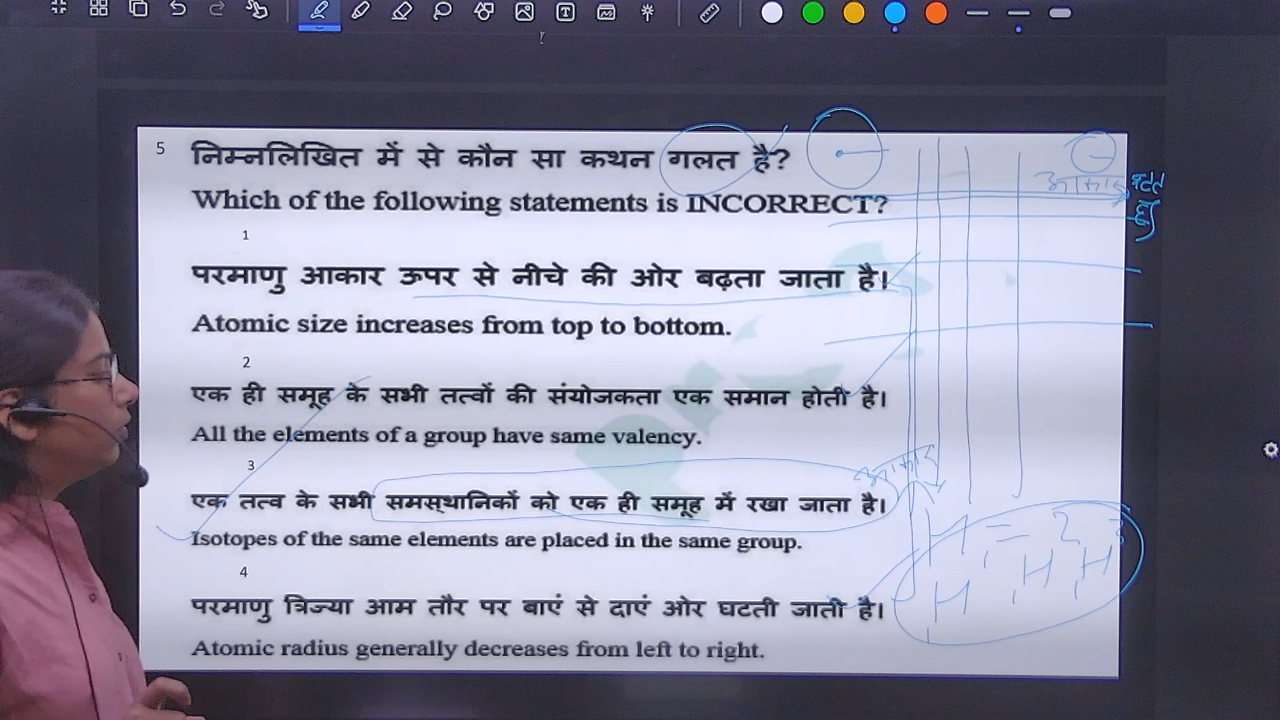 5
निम्नलिखित में से कौन सा कथन गलत है?
Which of the following statements is INCORRECT?
1
परमाणु आकार ऊपर से नीचे की ओर बढ़ता जाता है।
Atomic size increases from top to bottom.
2
एक ही समूह के सभी तत्वों की संयोजकता एक समान होती है।
All the elements of a group have same valency.
3
एक तत्व के सभी समस्थानिकों को एक ही समूह में रखा जाता है।
Isotopes of the same elements are placed in the same group.
4
परमाणु त्रिज्या आम तौर पर बाएं से दाएं ओर घटती जाती है।
Atomic radius generally decreases from left to right.